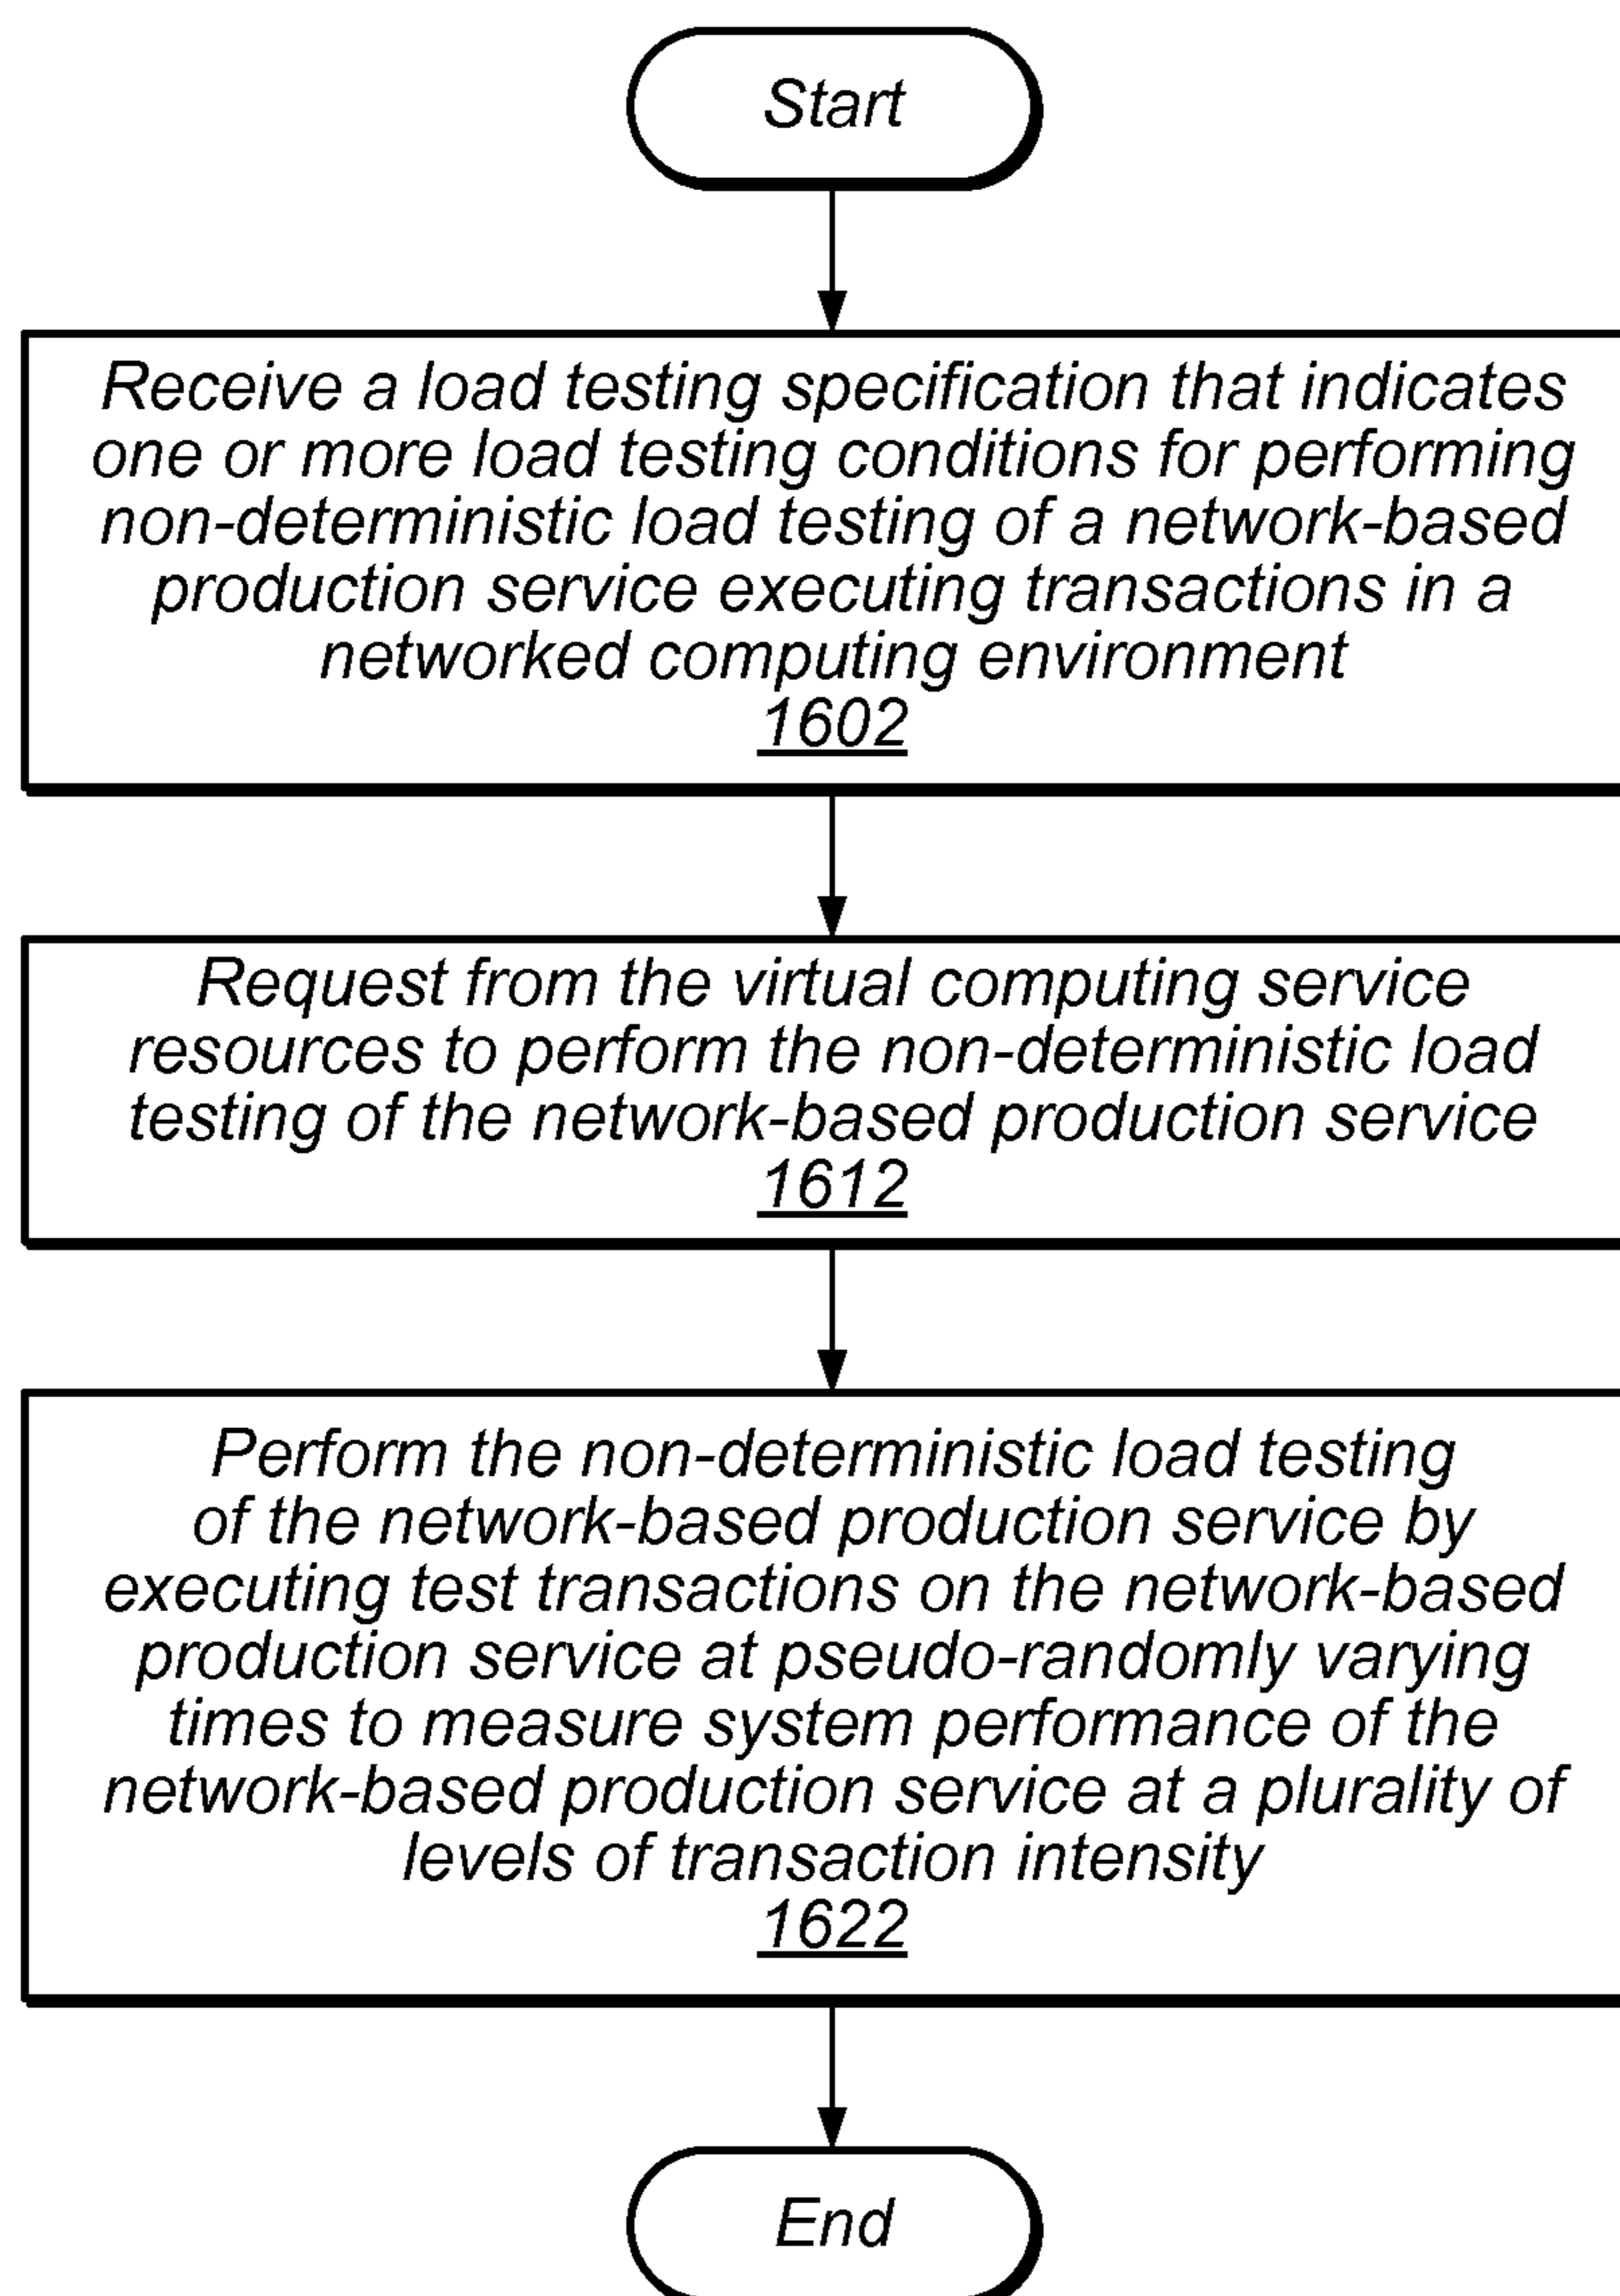 Start
Receive a load testing specification that indicates
one or more load testing conditions for performing
non-deterministic load testing of a network-based
production service executing transactions in a
networked computing environment
1602
Request from the virtual computing service
resources to perform the non-deterministic load
testing of the network-based production service
1612
Perform the non-deterministic load testing
of the network-based production service by
executing test transactions on the network-based
production service at pseudo-randomly varying
times to measure system performance of the
network-based production service at a plurality of
levels of transaction intensity
1622
End